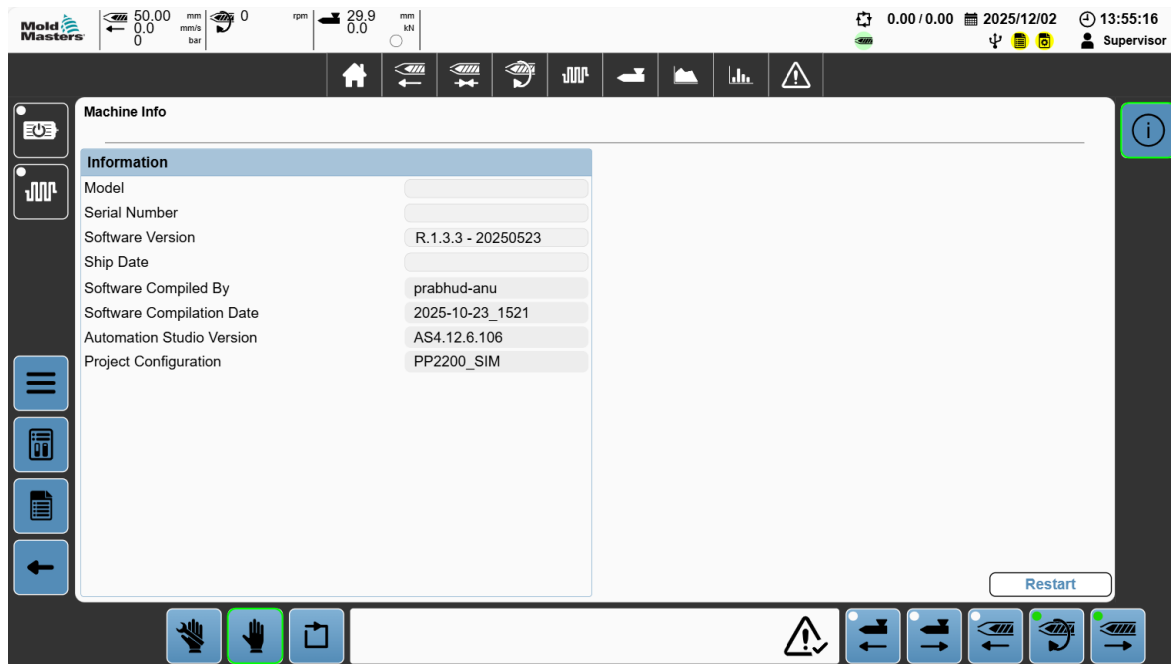 Mold Masters
50.00 mm
0.0 mm/s
0 bar
0 rpm
29.9 mm
0.0 kN
0.00 / 0.00 2025/12/02 13:55:16
Supervisor
Machine Info
Information
Model
Serial Number
Software Version R.1.3.3 - 20250523
Ship Date
Software Compiled By prabhud-anu
Software Compilation Date 2025-10-23_1521
Automation Studio Version AS4.12.6.106
Project Configuration PP2200_SIM
Restart